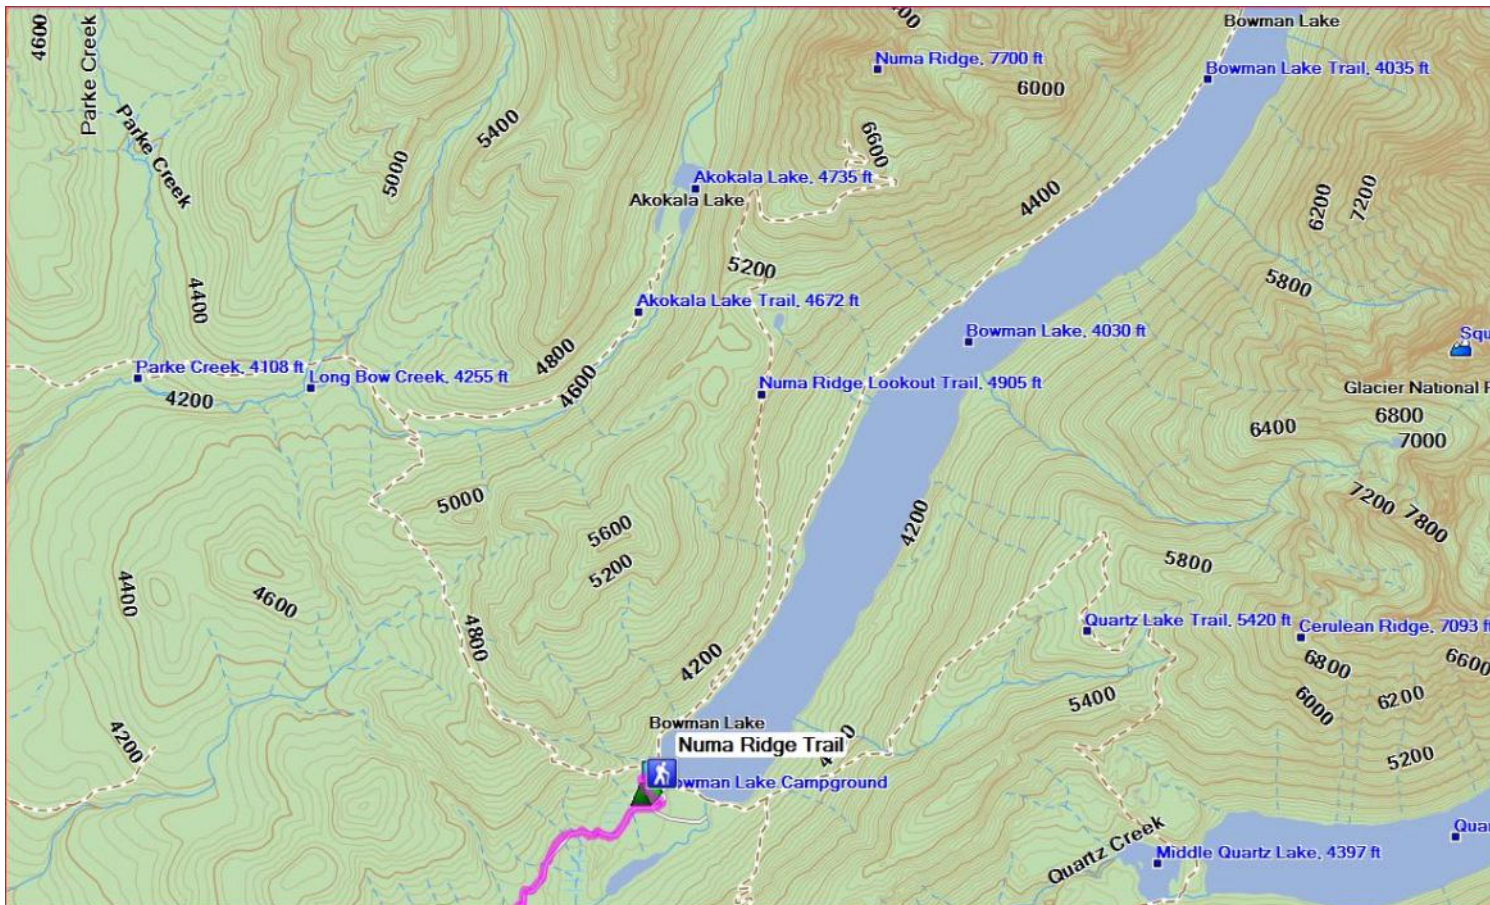 4600
Parke Creek
Parke Creek
5400
5000
4400
Numa Ridge, 7700 ft
6000
6600
Bowman Lake
Bowman Lake Trail, 4035 ft
Akokala Lake, 4735 ft
Akokala Lake
4400
6200
7200
5200
5800
Akokala Lake Trail, 4672 ft
Bowman Lake, 4030 ft
Squ
4800
Parke Creek, 4108 ft
Long Bow Creek, 4255 ft
4600
Numa Ridge Lookout Trail, 4905 ft
Glacier National P
4200
6800
6400
7000
5000
7200
7800
5600
4200
5200
5800
4400
4600
4800
Quartz Lake Trail, 5420 ft
Cerulean Ridge, 7093 ft
4200
6800
6600
5400
6000
6200
Bowman Lake
4200
Numa Ridge Trail
5200
owman Lake Campground
Quartz Creek
Quar
Middle Quartz Lake, 4397 ft